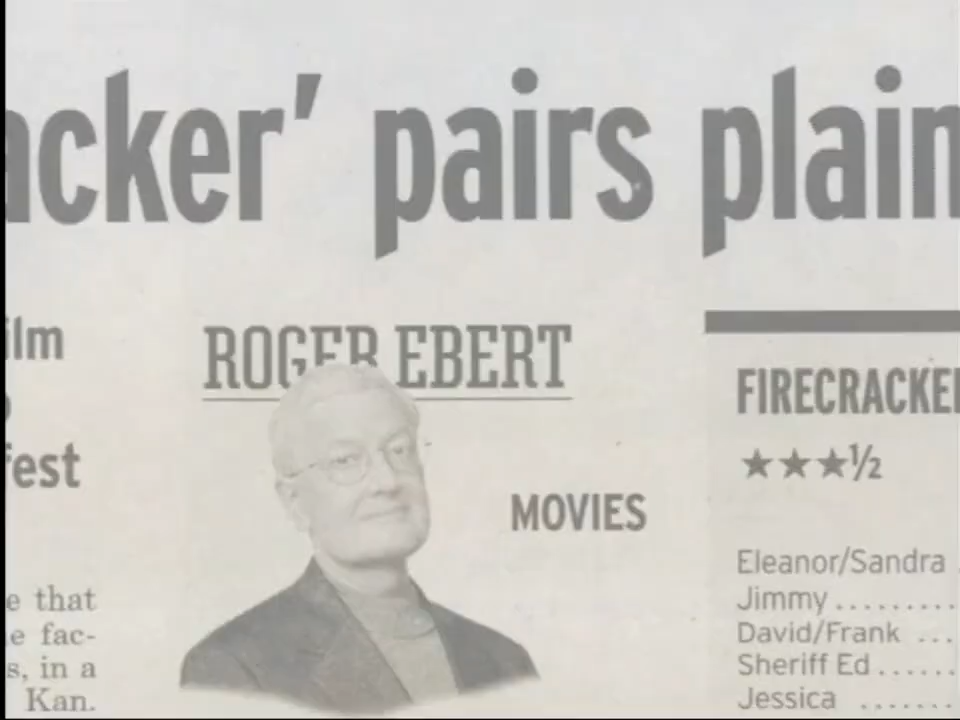 acker’ pairs plain
ilm
fest
e that
e fac-
s, in a
Kan.
ROGER EBERT
MOVIES
FIRECRACKER
★★★½
Eleanor/Sandra .
Jimmy .........
David/Frank ...
Sheriff Ed ......
Jessica ........